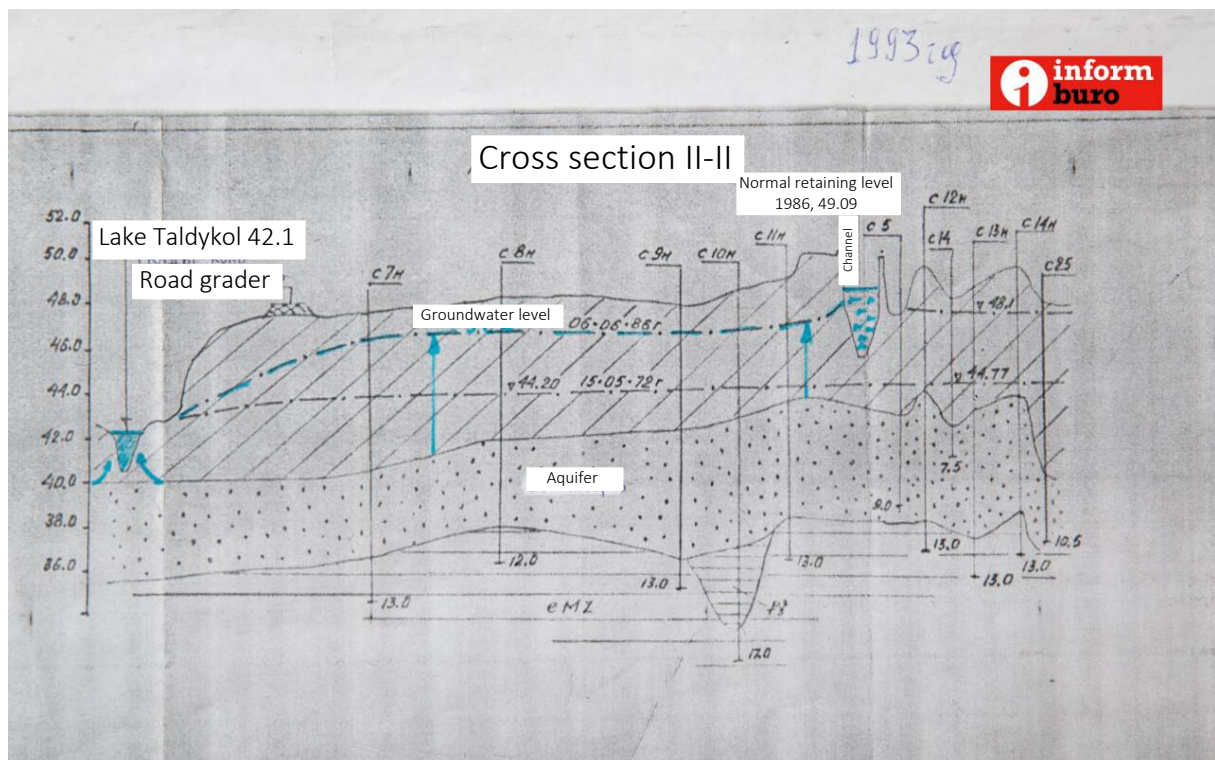 1993 год
inform
buro
Cross section II-II
Normal retaining level
1986, 49.09
Channel
Lake Taldykol 42.1
Road grader
Groundwater level
Aquifer
52.0
50.0
48.0
46.0
44.0
42.0
40.0
38.0
36.0
с 7н
с 8н
с 9н
с 10н
с 11н
с 5
с 12н
с 14
с 13н
с 14н
с 25
06.06.86г.
44.20 15.05.72г
48.1
44.77
7.5
9.0
13.0
12.0
13.0
17.0
13.0
13.0
13.0
13.0
10.5
eMZ